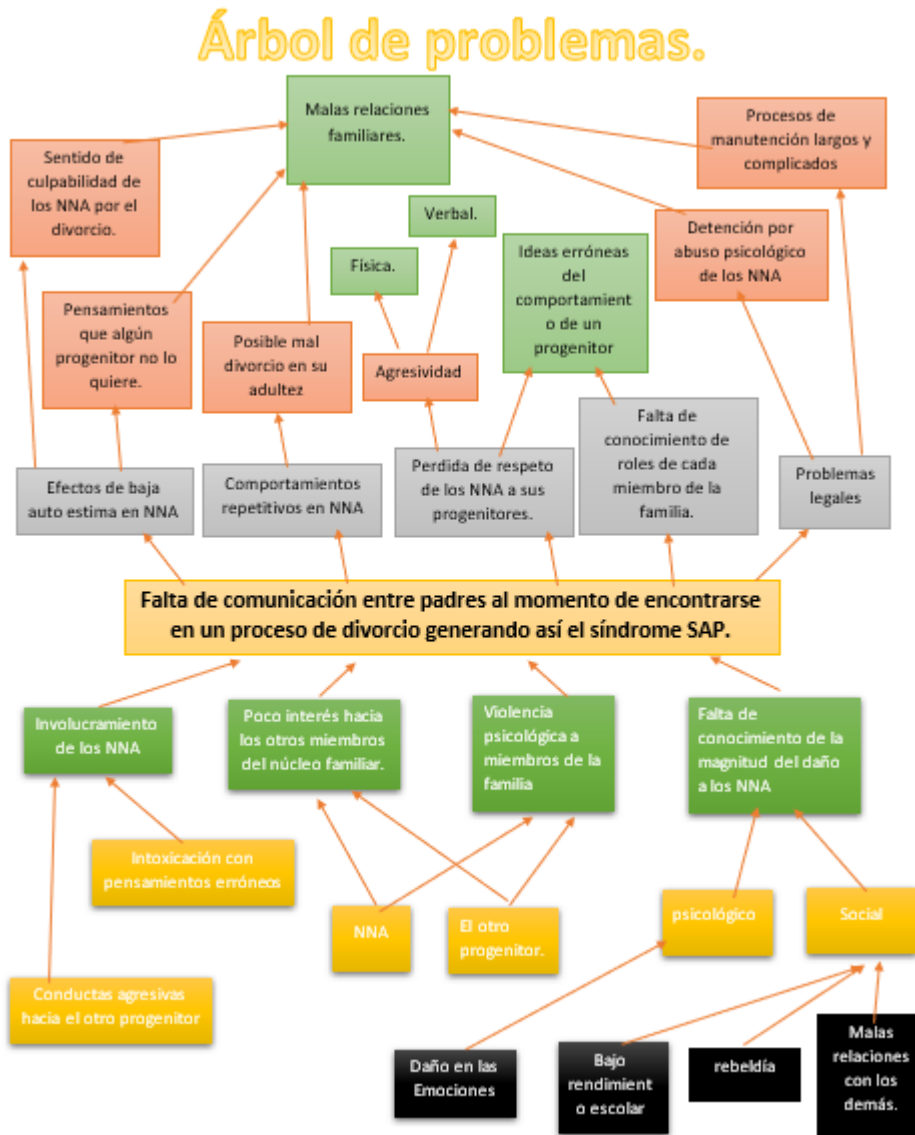 Árbol de problemas.
Malas relaciones
familiares.
Procesos de
manutención largos y
complicados
Sentido de
culpabilidad de
los NNA por el
divorcio.
Verbal.
Detención por
abuso psicológico
de los NNA
Física.
Ideas erróneas
del
comportamient
o de un
progenitor
Pensamientos
que algún
progenitor no lo
quiere.
Posible mal
divorcio en su
adultez
Agresividad
Falta de
conocimiento de
roles de cada
miembro de la
familia.
Efectos de baja
auto estima en NNA
Comportamientos
repetitivos en NNA
Perdida de respeto
de los NNA a sus
progenitores.
Problemas
legales
Falta de comunicación entre padres al momento de encontrarse
en un proceso de divorcio generando así el síndrome SAP.
Involucramiento
de los NNA
Poco interés hacia
los otros miembros
del núcleo familiar.
Violencia
psicológica a
miembros de la
familia
Falta de
conocimiento de la
magnitud del daño
a los NNA
Intoxicación con
pensamientos erróneos
NNA
El otro
progenitor.
psicológico
Social
Conductas agresivas
hacia el otro progenitor
Daño en las
Emociones
Bajo
rendimient
o escolar
rebeldía
Malas
relaciones
con los
demás.